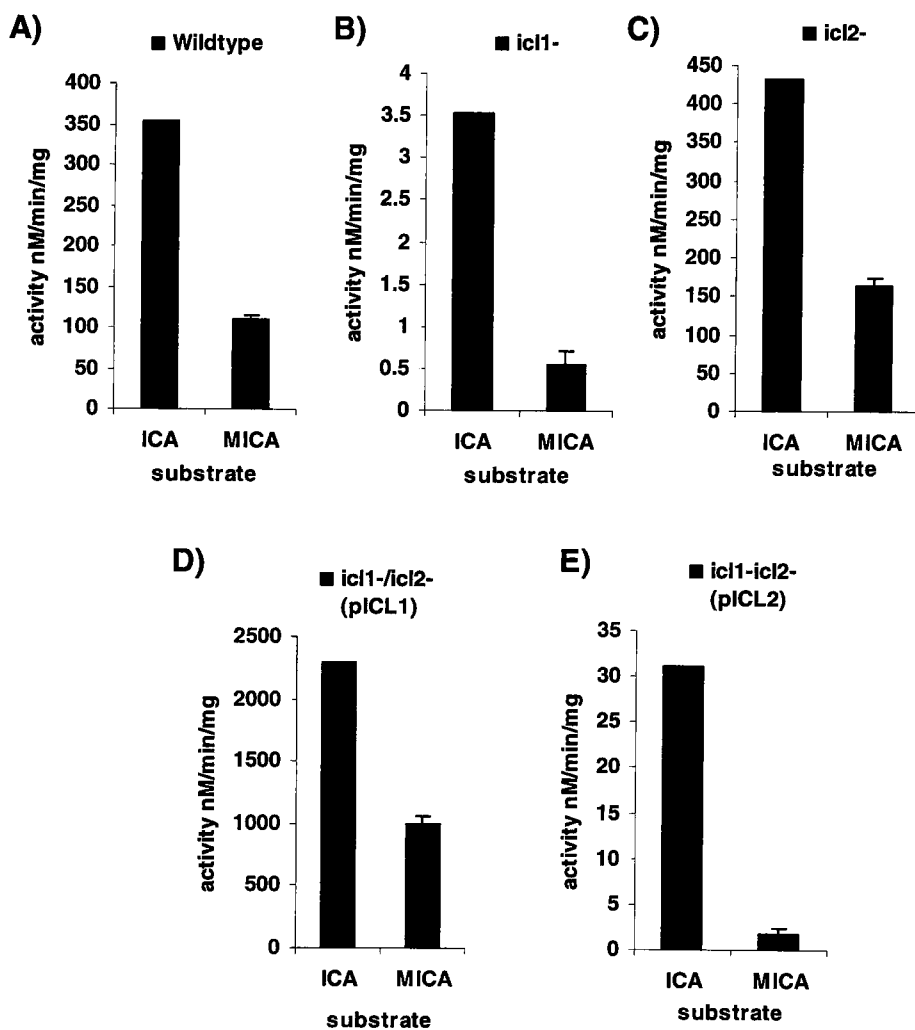 A)
■ Wildtype
activity nM/min/mg
400
350
300
250
200
150
100
50
0
ICA MICA
substrate
B)
■ icl1-
activity nM/min/mg
4
3.5
3
2.5
2
1.5
1
0.5
0
ICA MICA
substrate
C)
■ icl2-
activity nM/min/mg
450
400
350
300
250
200
150
100
50
0
ICA MICA
substrate
D)
■ icl1-/icl2-
(pICL1)
activity nM/min/mg
2500
2000
1500
1000
500
0
ICA MICA
substrate
E)
■ icl1-icl2-
(pICL2)
activity nM/min/mg
35
30
25
20
15
10
5
0
ICA MICA
substrate